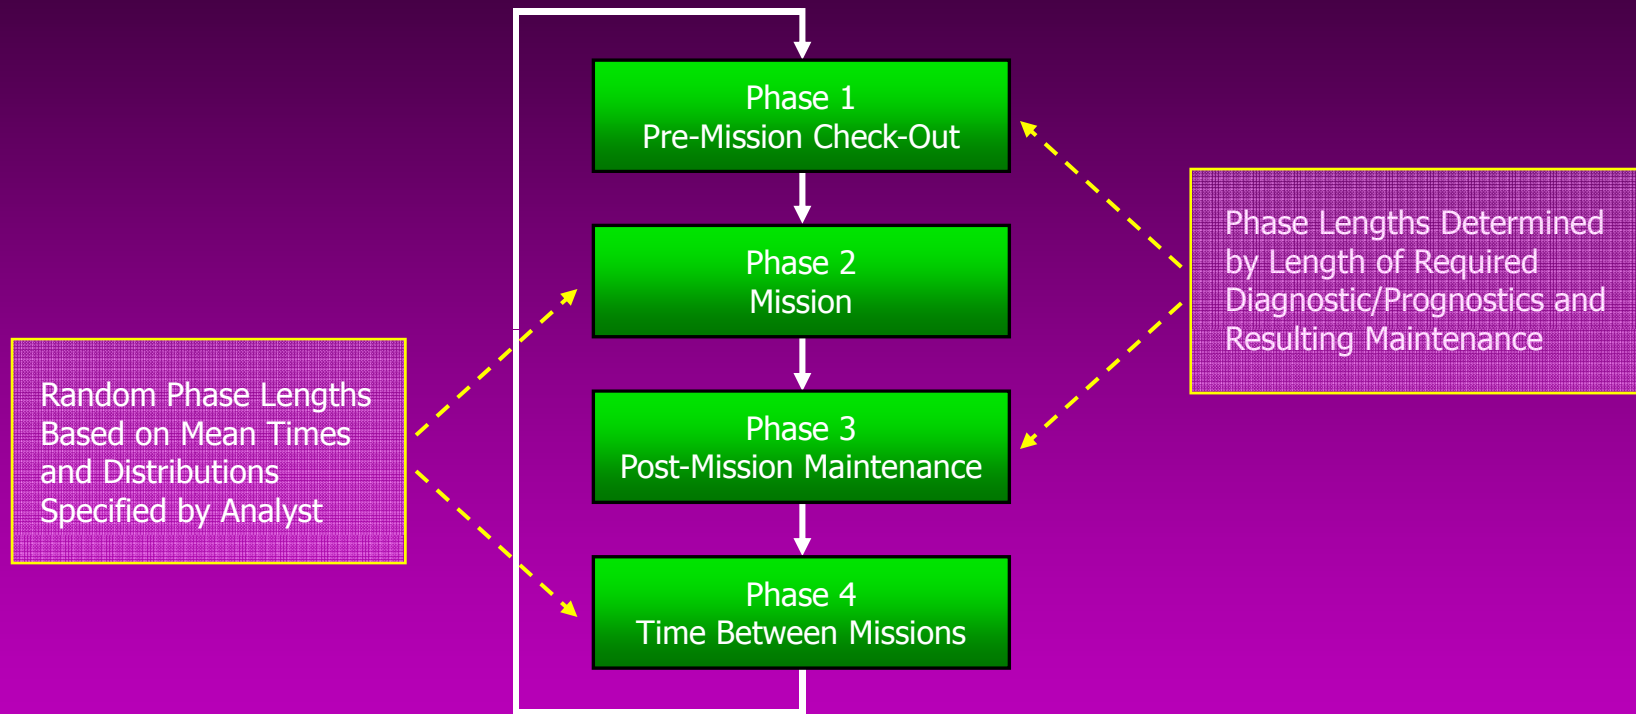 Phase 1
Pre-Mission Check-Out
Phase 2
Mission
Phase 3
Post-Mission Maintenance
Phase 4
Time Between Missions
Random Phase Lengths
Based on Mean Times
and Distributions
Specified by Analyst
Phase Lengths Determined
by Length of Required
Diagnostic/Prognostics and
Resulting Maintenance